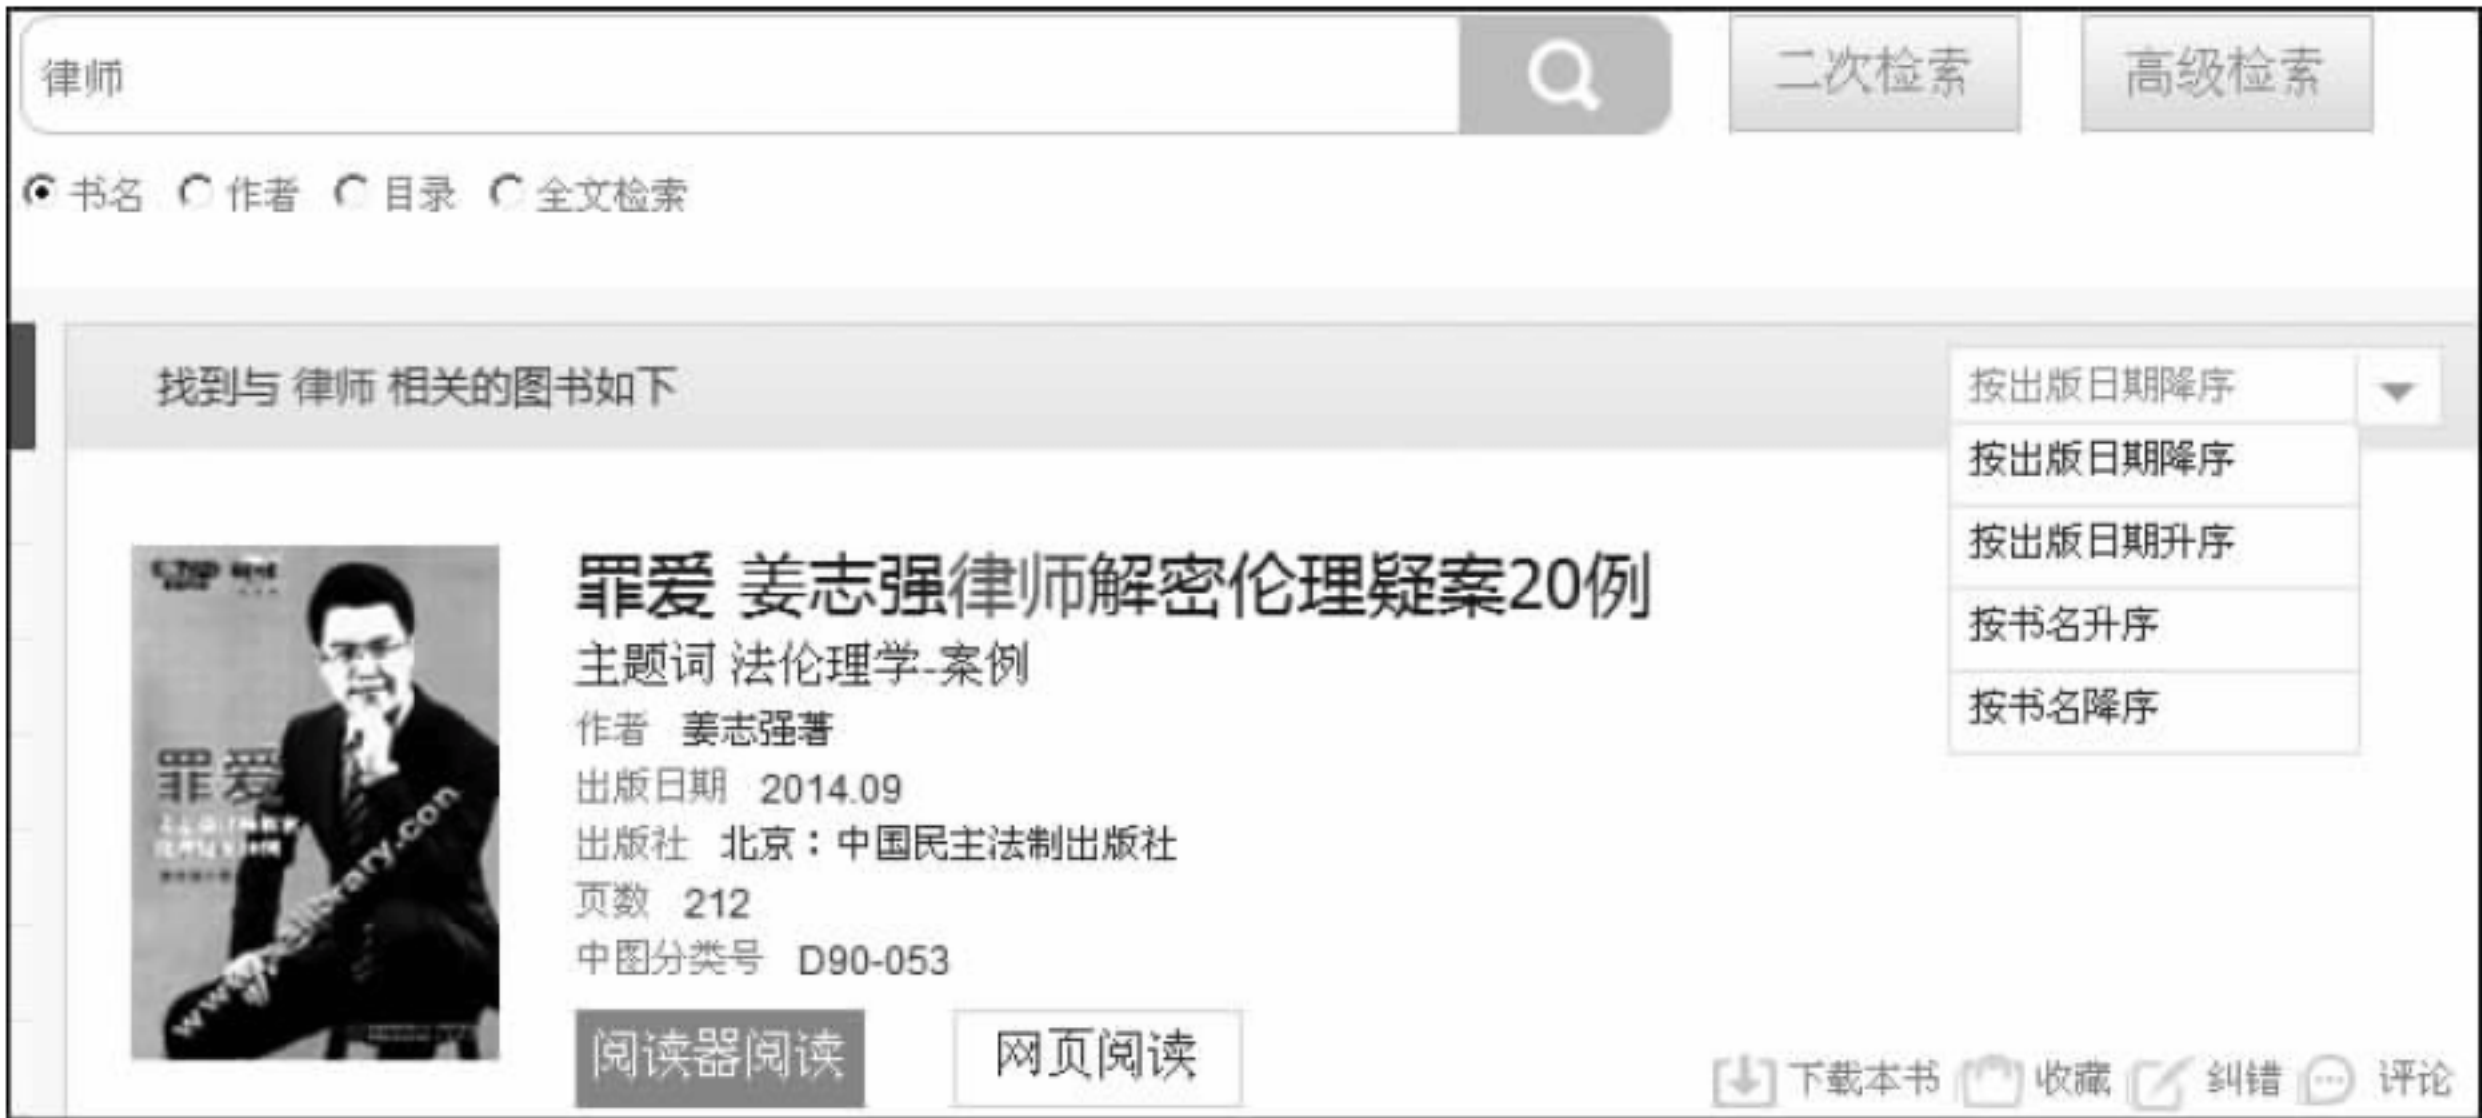 律师
二次检索 高级检索
书名 作者 目录 全文检索
找到与 律师 相关的图书如下
按出版日期降序
按出版日期降序
按出版日期升序
按书名升序
按书名降序
罪爱
罪爱 姜志强律师解密伦理疑案20例
主题词 法伦理学-案例
作者 姜志强著
出版日期 2014.09
出版社 北京：中国民主法制出版社
页数 212
中图分类号 D90-053
阅读器阅读 网页阅读
下载本书 收藏 纠错 评论